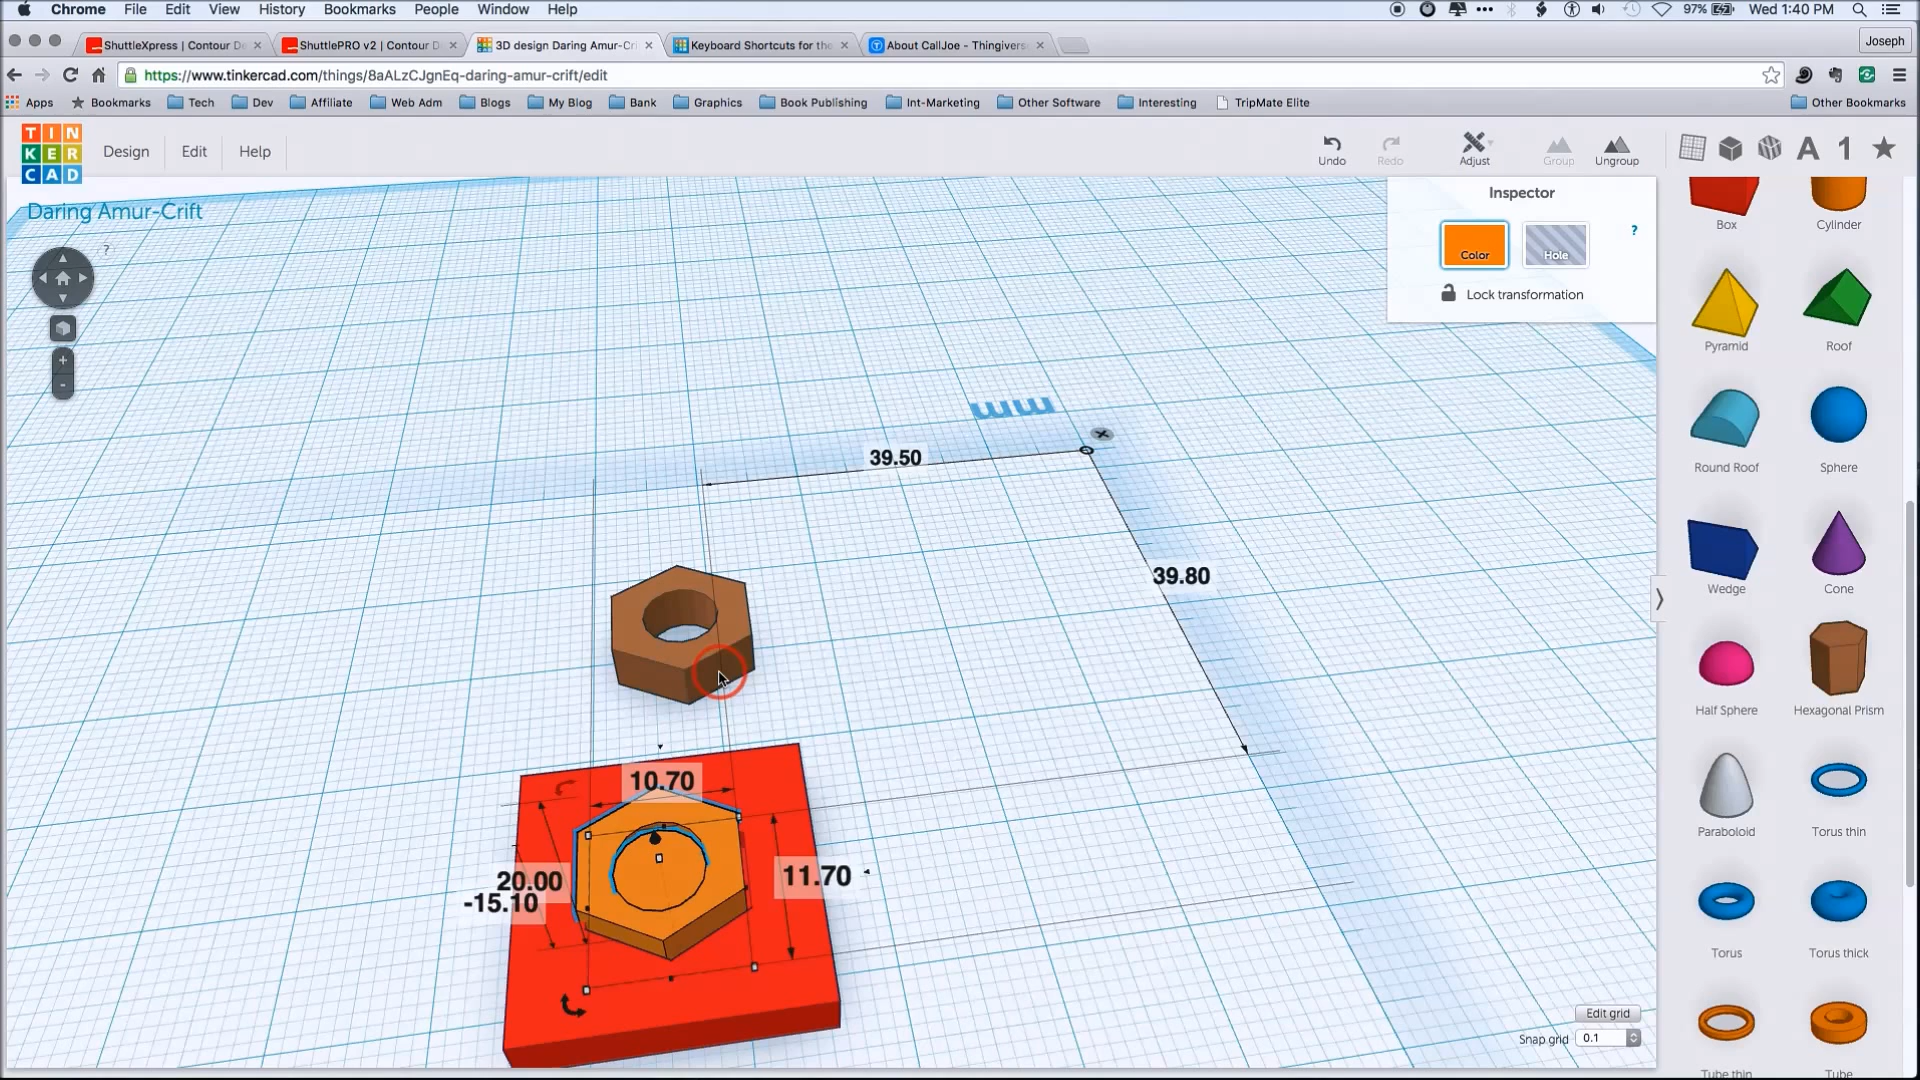 Chrome File Edit View History Bookmarks People Window Help 97% Wed 1:40 PM
ShuttleXpress | Contour De ShuttlePRO v2 | Contour D 3D design Daring Amur-Cri Keyboard Shortcuts for the About CallJoe - Thingivers Joseph
https://www.tinkercad.com/things/8aALzCJgnEq-daring-amur-crift/edit
Apps Bookmarks Tech Dev Affiliate Web Adm Blogs My Blog Bank Graphics Book Publishing Int-Marketing Other Software Interesting TripMate Elite Other Bookmarks
TIN
KER
CAD
Design Edit Help
Undo Redo Adjust Group Ungroup A 1
Daring Amur-Crift
?
+
-
Inspector
Color Hole ?
Lock transformation
mm
39.50
39.80
10.70
20.00
-15.10
11.70
Box Cylinder
Pyramid Roof
Round Roof Sphere
Wedge Cone
Half Sphere Hexagonal Prism
Paraboloid Torus thin
Torus Torus thick
Tube thin Tube
Edit grid
Snap grid 0.1